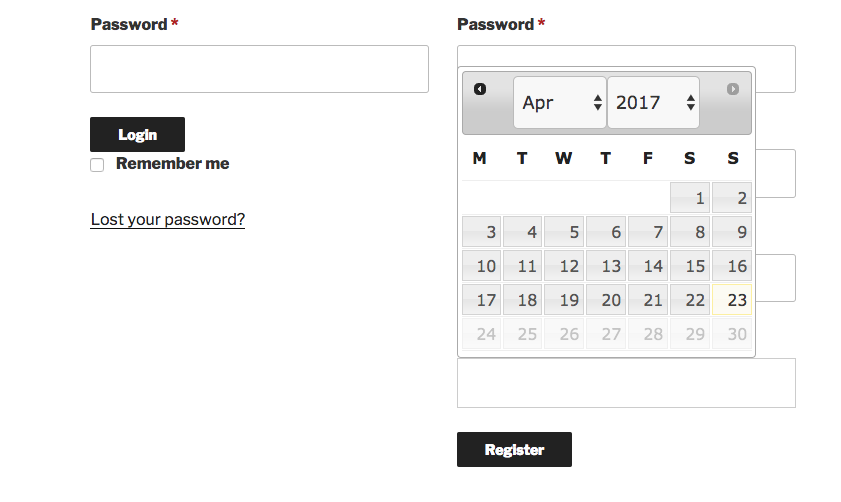 Password *
Login
Remember me
Lost your password?
Password *
Apr 2017
M T W T F S S
1 2
3 4 5 6 7 8 9
10 11 12 13 14 15 16
17 18 19 20 21 22 23
24 25 26 27 28 29 30
Register